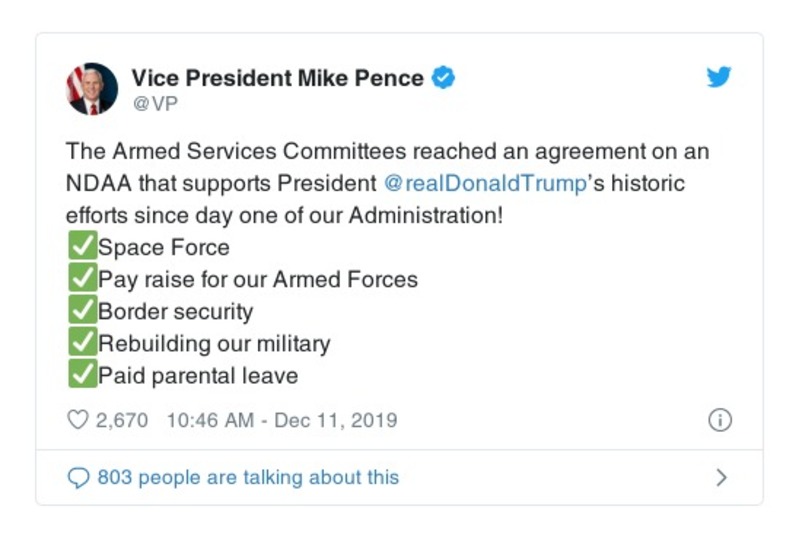 Vice President Mike Pence
@VP
The Armed Services Committees reached an agreement on an
NDAA that supports President @realDonaldTrump's historic
efforts since day one of our Administration!
✅Space Force
✅Pay raise for our Armed Forces
✅Border security
✅Rebuilding our military
✅Paid parental leave
2,670 10:46 AM - Dec 11, 2019
803 people are talking about this